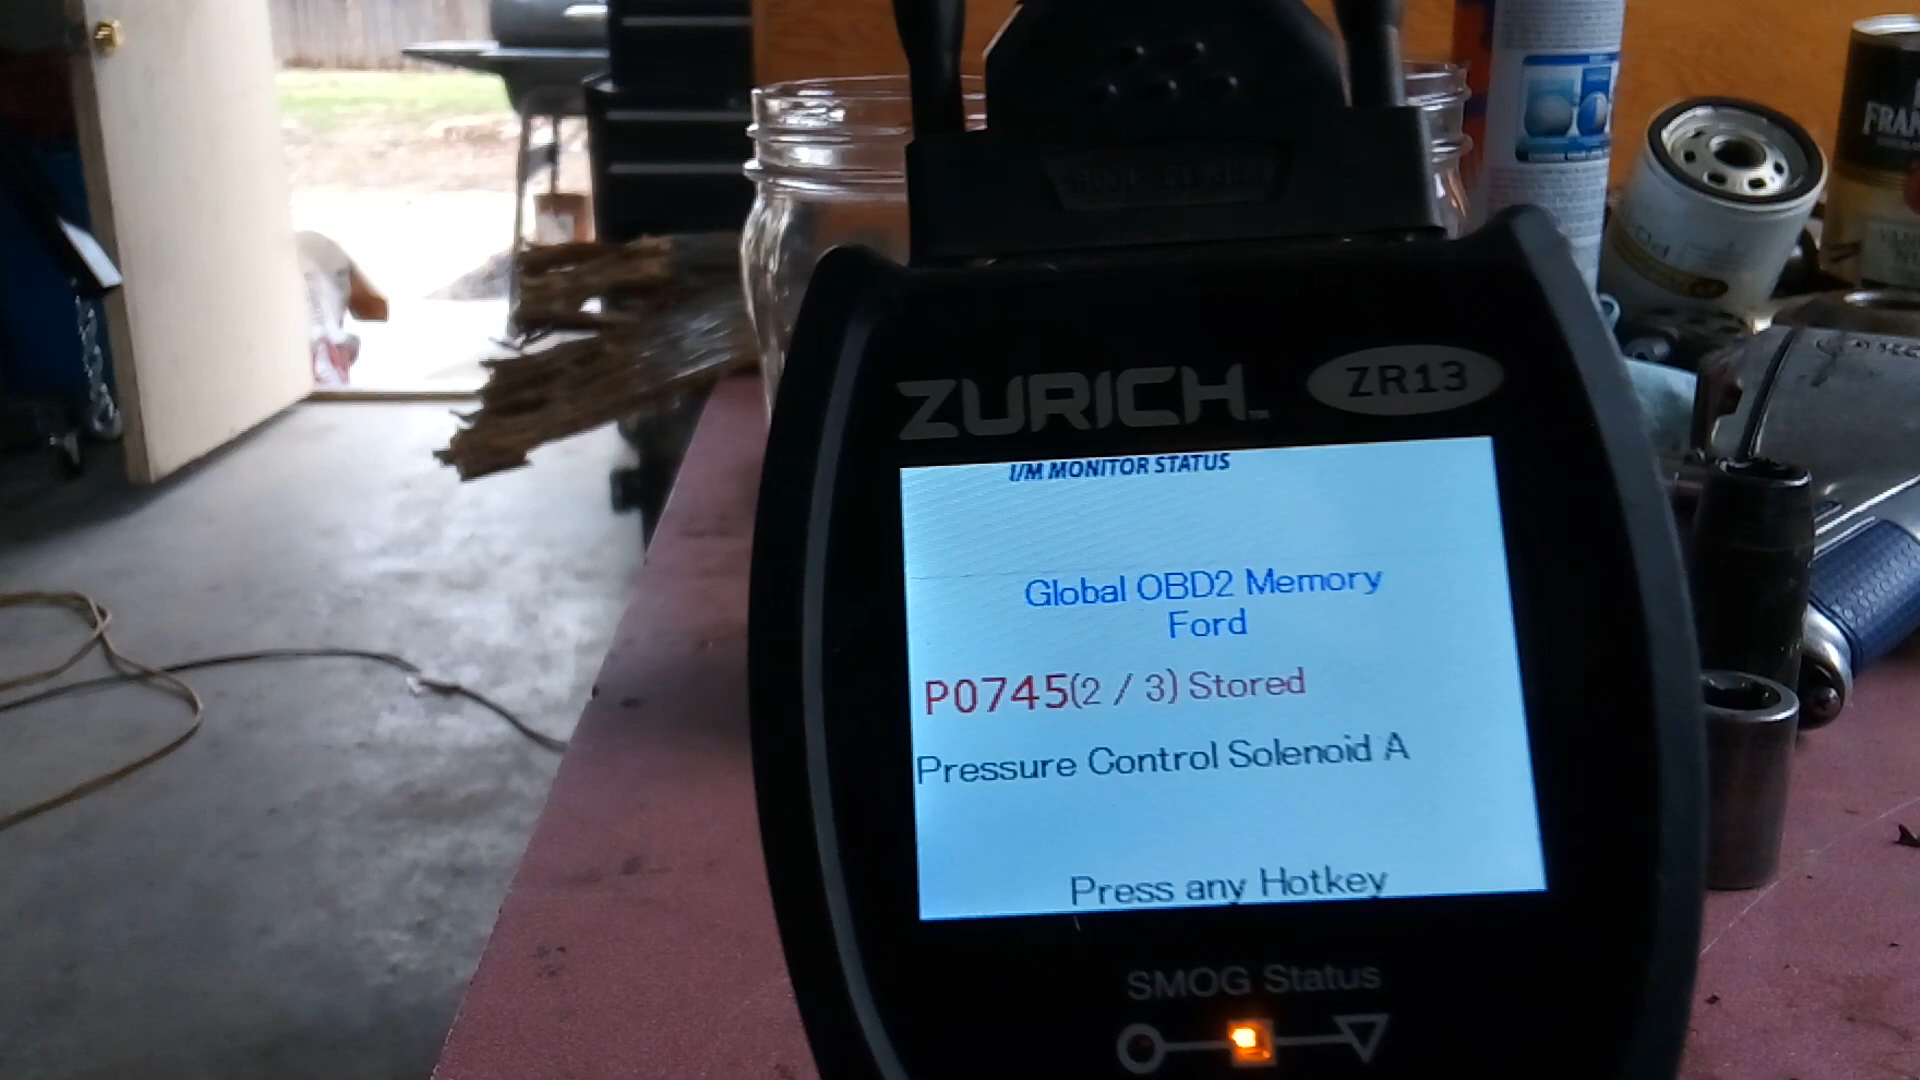 ZURICH
ZR13
I/M MONITOR STATUS
Global OBD2 Memory
Ford
P0745(2 / 3) Stored
Pressure Control Solenoid A
Press any Hotkey
SMOG Status
FRAN